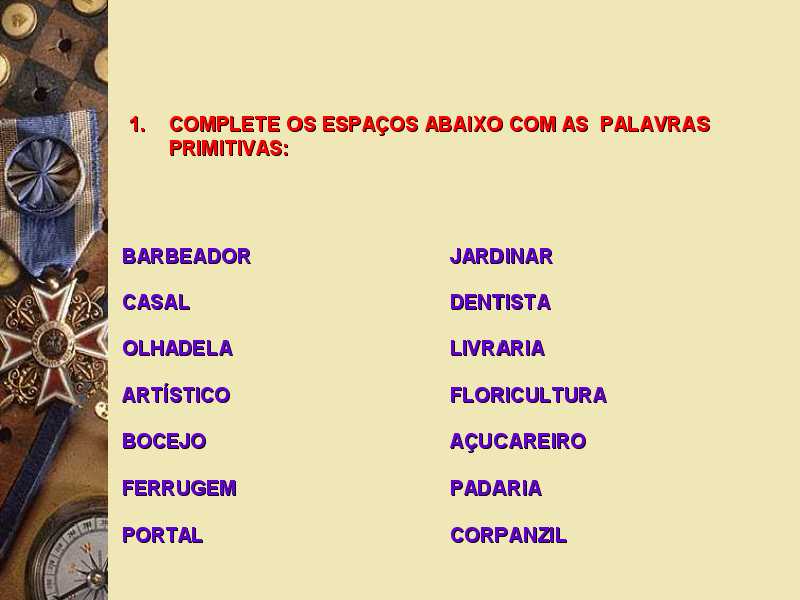 1. COMPLETE OS ESPAÇOS ABAIXO COM AS PALAVRAS
PRIMITIVAS:
BARBEADOR JARDINAR
CASAL DENTISTA
OLHADELA LIVRARIA
ARTÍSTICO FLORICULTURA
BOCEJO AÇUCAREIRO
FERRUGEM PADARIA
PORTAL CORPANZIL